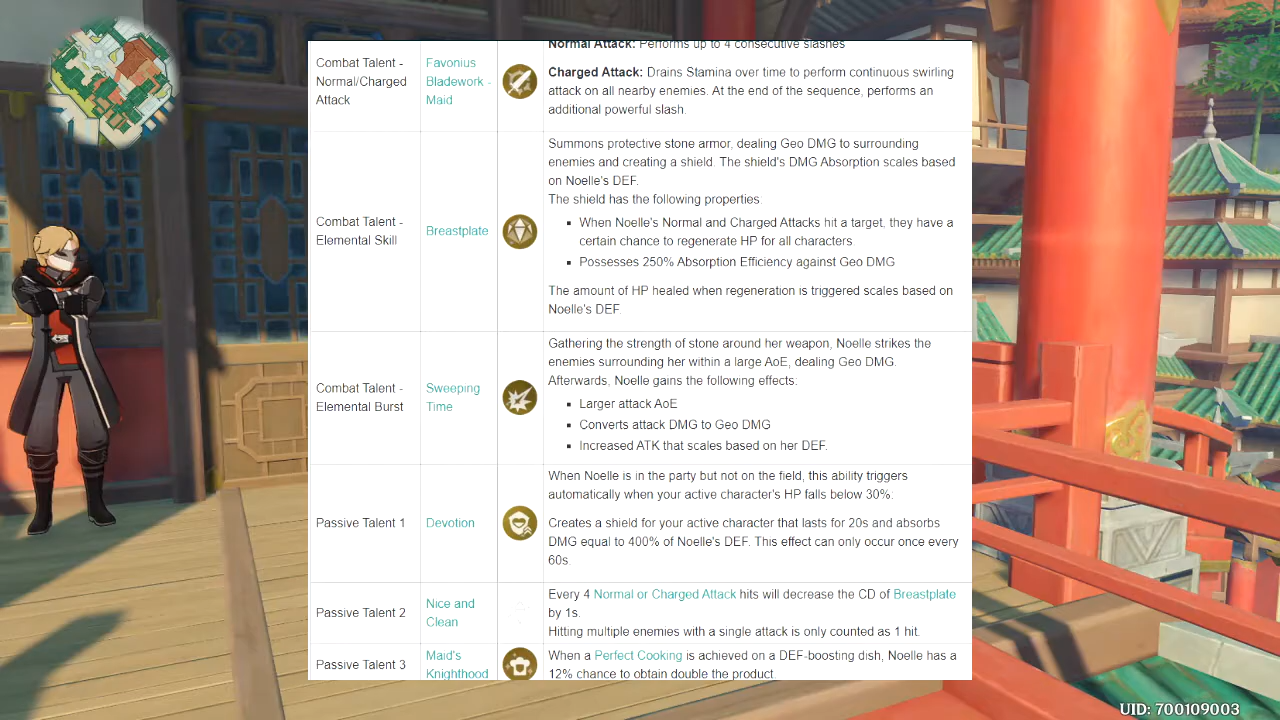 Normal Attack: Performs up to 4 consecutive slashes
Combat Talent -
Normal/Charged
Attack
Favonius
Bladework -
Maid
Charged Attack: Drains Stamina over time to perform continuous swirling
attack on all nearby enemies. At the end of the sequence, performs an
additional powerful slash.
Combat Talent -
Elemental Skill
Breastplate
Summons protective stone armor, dealing Geo DMG to surrounding
enemies and creating a shield. The shield's DMG Absorption scales based
on Noelle's DEF.
The shield has the following properties:
▪ When Noelle's Normal and Charged Attacks hit a target, they have a
certain chance to regenerate HP for all characters
▪ Possesses 250% Absorption Efficiency against Geo DMG
The amount of HP healed when regeneration is triggered scales based on
Noelle's DEF
Combat Talent -
Elemental Burst
Sweeping
Time
Gathering the strength of stone around her weapon, Noelle strikes the
enemies surrounding her within a large AoE, dealing Geo DMG.
Afterwards, Noelle gains the following effects:
▪ Larger attack AoE
▪ Converts attack DMG to Geo DMG
▪ Increased ATK that scales based on her DEF.
Passive Talent 1
Devotion
When Noelle is in the party but not on the field, this ability triggers
automatically when your active character's HP falls below 30%:
Creates a shield for your active character that lasts for 20s and absorbs
DMG equal to 400% of Noelle's DEF. This effect can only occur once every
60s.
Passive Talent 2
Nice and
Clean
Every 4 Normal or Charged Attack hits will decrease the CD of Breastplate
by 1s.
Hitting multiple enemies with a single attack is only counted as 1 hit.
Passive Talent 3
Maid's
Knighthood
When a Perfect Cooking is achieved on a DEF-boosting dish, Noelle has a
12% chance to obtain double the product.
UID: 700109003